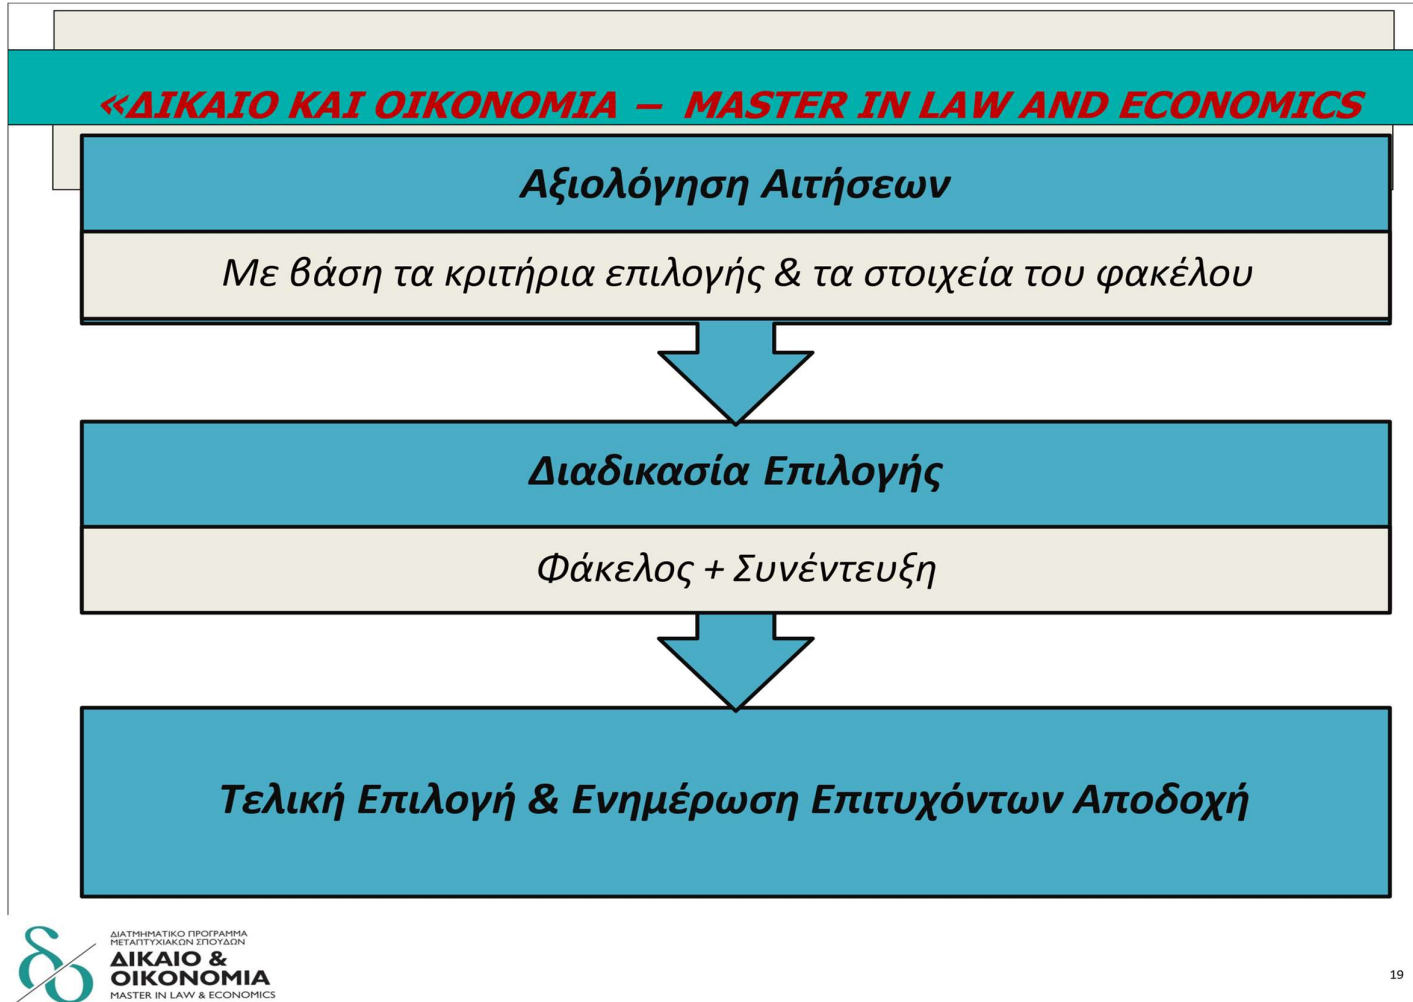 «ΔΙΚΑΙΟ ΚΑΙ ΟΙΚΟΝΟΜΙΑ – MASTER IN LAW AND ECONOMICS
Αξιολόγηση Αιτήσεων
Με βάση τα κριτήρια επιλογής & τα στοιχεία του φακέλου
Διαδικασία Επιλογής
Φάκελος + Συνέντευξη
Τελική Επιλογή & Ενημέρωση Επιτυχόντων Αποδοχή
ΔΙΑΤΜΗΜΑΤΙΚΟ ΠΡΟΓΡΑΜΜΑ
ΜΕΤΑΠΤΥΧΙΑΚΩΝ ΣΠΟΥΔΩΝ
ΔΙΚΑΙΟ &
ΟΙΚΟΝΟΜΙΑ
MASTER IN LAW & ECONOMICS
19